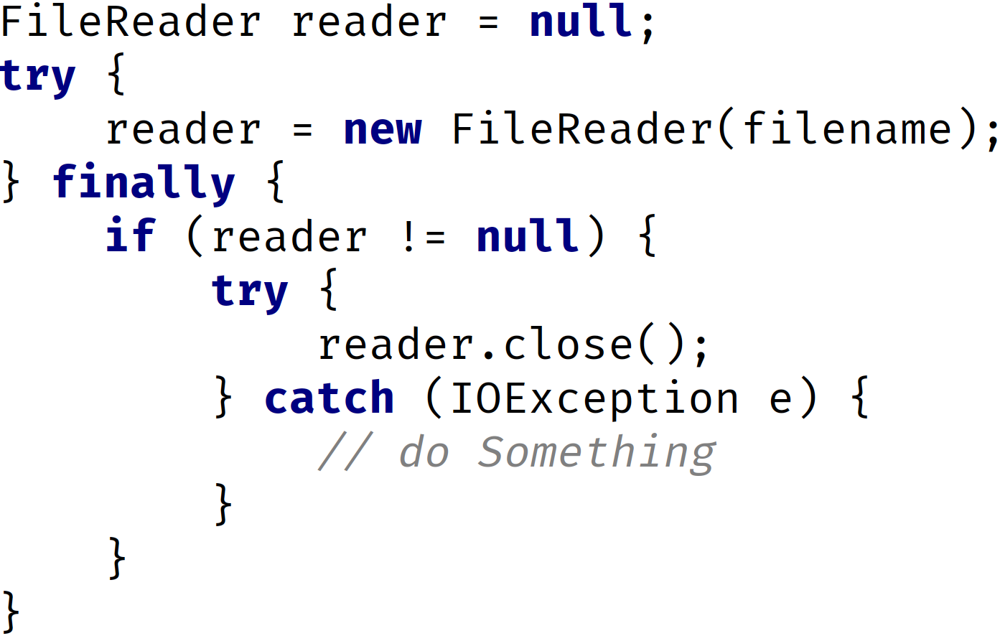 FileReader reader = null;
try {
    reader = new FileReader(filename);
} finally {
    if (reader != null) {
        try {
            reader.close();
        } catch (IOException e) {
            // do Something
        }
    }
}